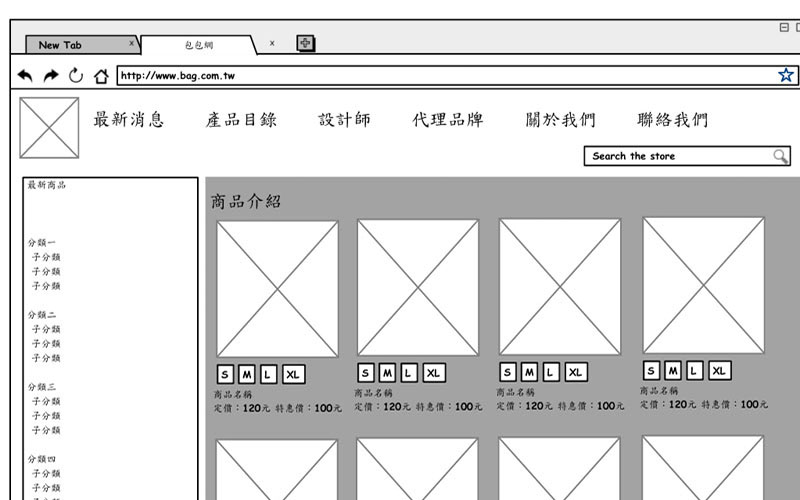 New Tab x 包包網 x
http://www.bag.com.tw
最新消息 產品目錄 設計師 代理品牌 關於我們 聯絡我們
Search the store
最新商品
分類一
子分類
子分類
子分類
分類二
子分類
子分類
子分類
分類三
子分類
子分類
子分類
分類四
子分類
子分類
商品介紹
S M L XL
商品名稱
定價：120元 特惠價：100元
S M L XL
商品名稱
定價：120元 特惠價：100元
S M L XL
商品名稱
定價：120元 特惠價：100元
S M L XL
商品名稱
定價：120元 特惠價：100元